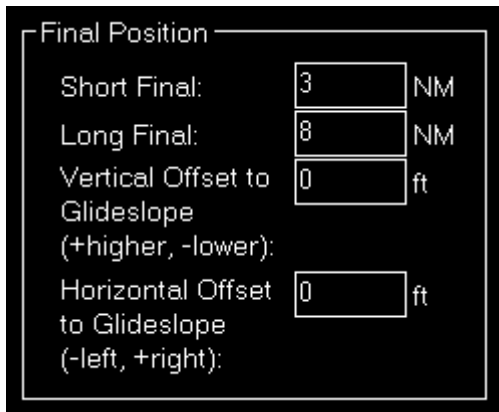 Final Position
Short Final: 3 NM
Long Final: 8 NM
Vertical Offset to 0 ft
Glideslope
(+higher, -lower):
Horizontal Offset 0 ft
to Glideslope
(-left, +right):